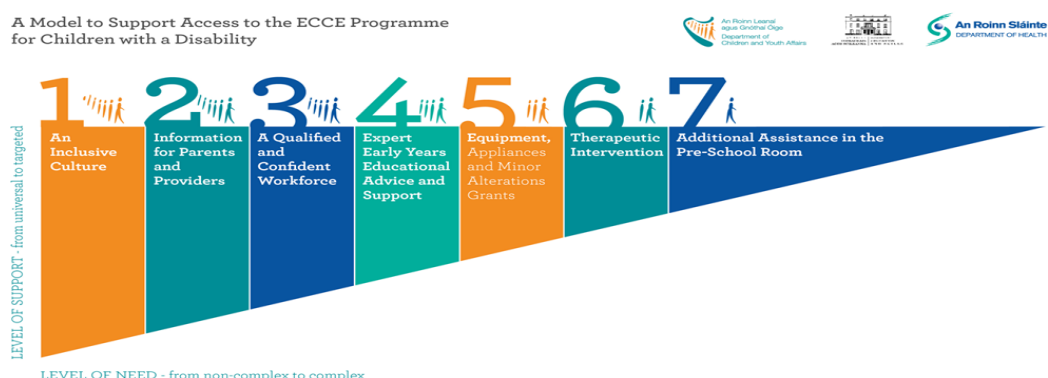 A Model to Support Access to the ECCE Programme
for Children with a Disability
An Roinn Leanaí
agus Gnóthaí Óige
Department of
Children and Youth Affairs
An Roinn Sláinte
DEPARTMENT OF HEALTH
1
An
Inclusive
Culture
2
Information
for Parents
and
Providers
3
A Qualified
and
Confident
Workforce
4
Expert
Early Years
Educational
Advice and
Support
5
Equipment,
Appliances
and Minor
Alterations
Grants
6
Therapeutic
Intervention
7
Additional Assistance in the
Pre-School Room
LEVEL OF SUPPORT - from universal to targeted
LEVEL OF NEED - from non-complex to complex